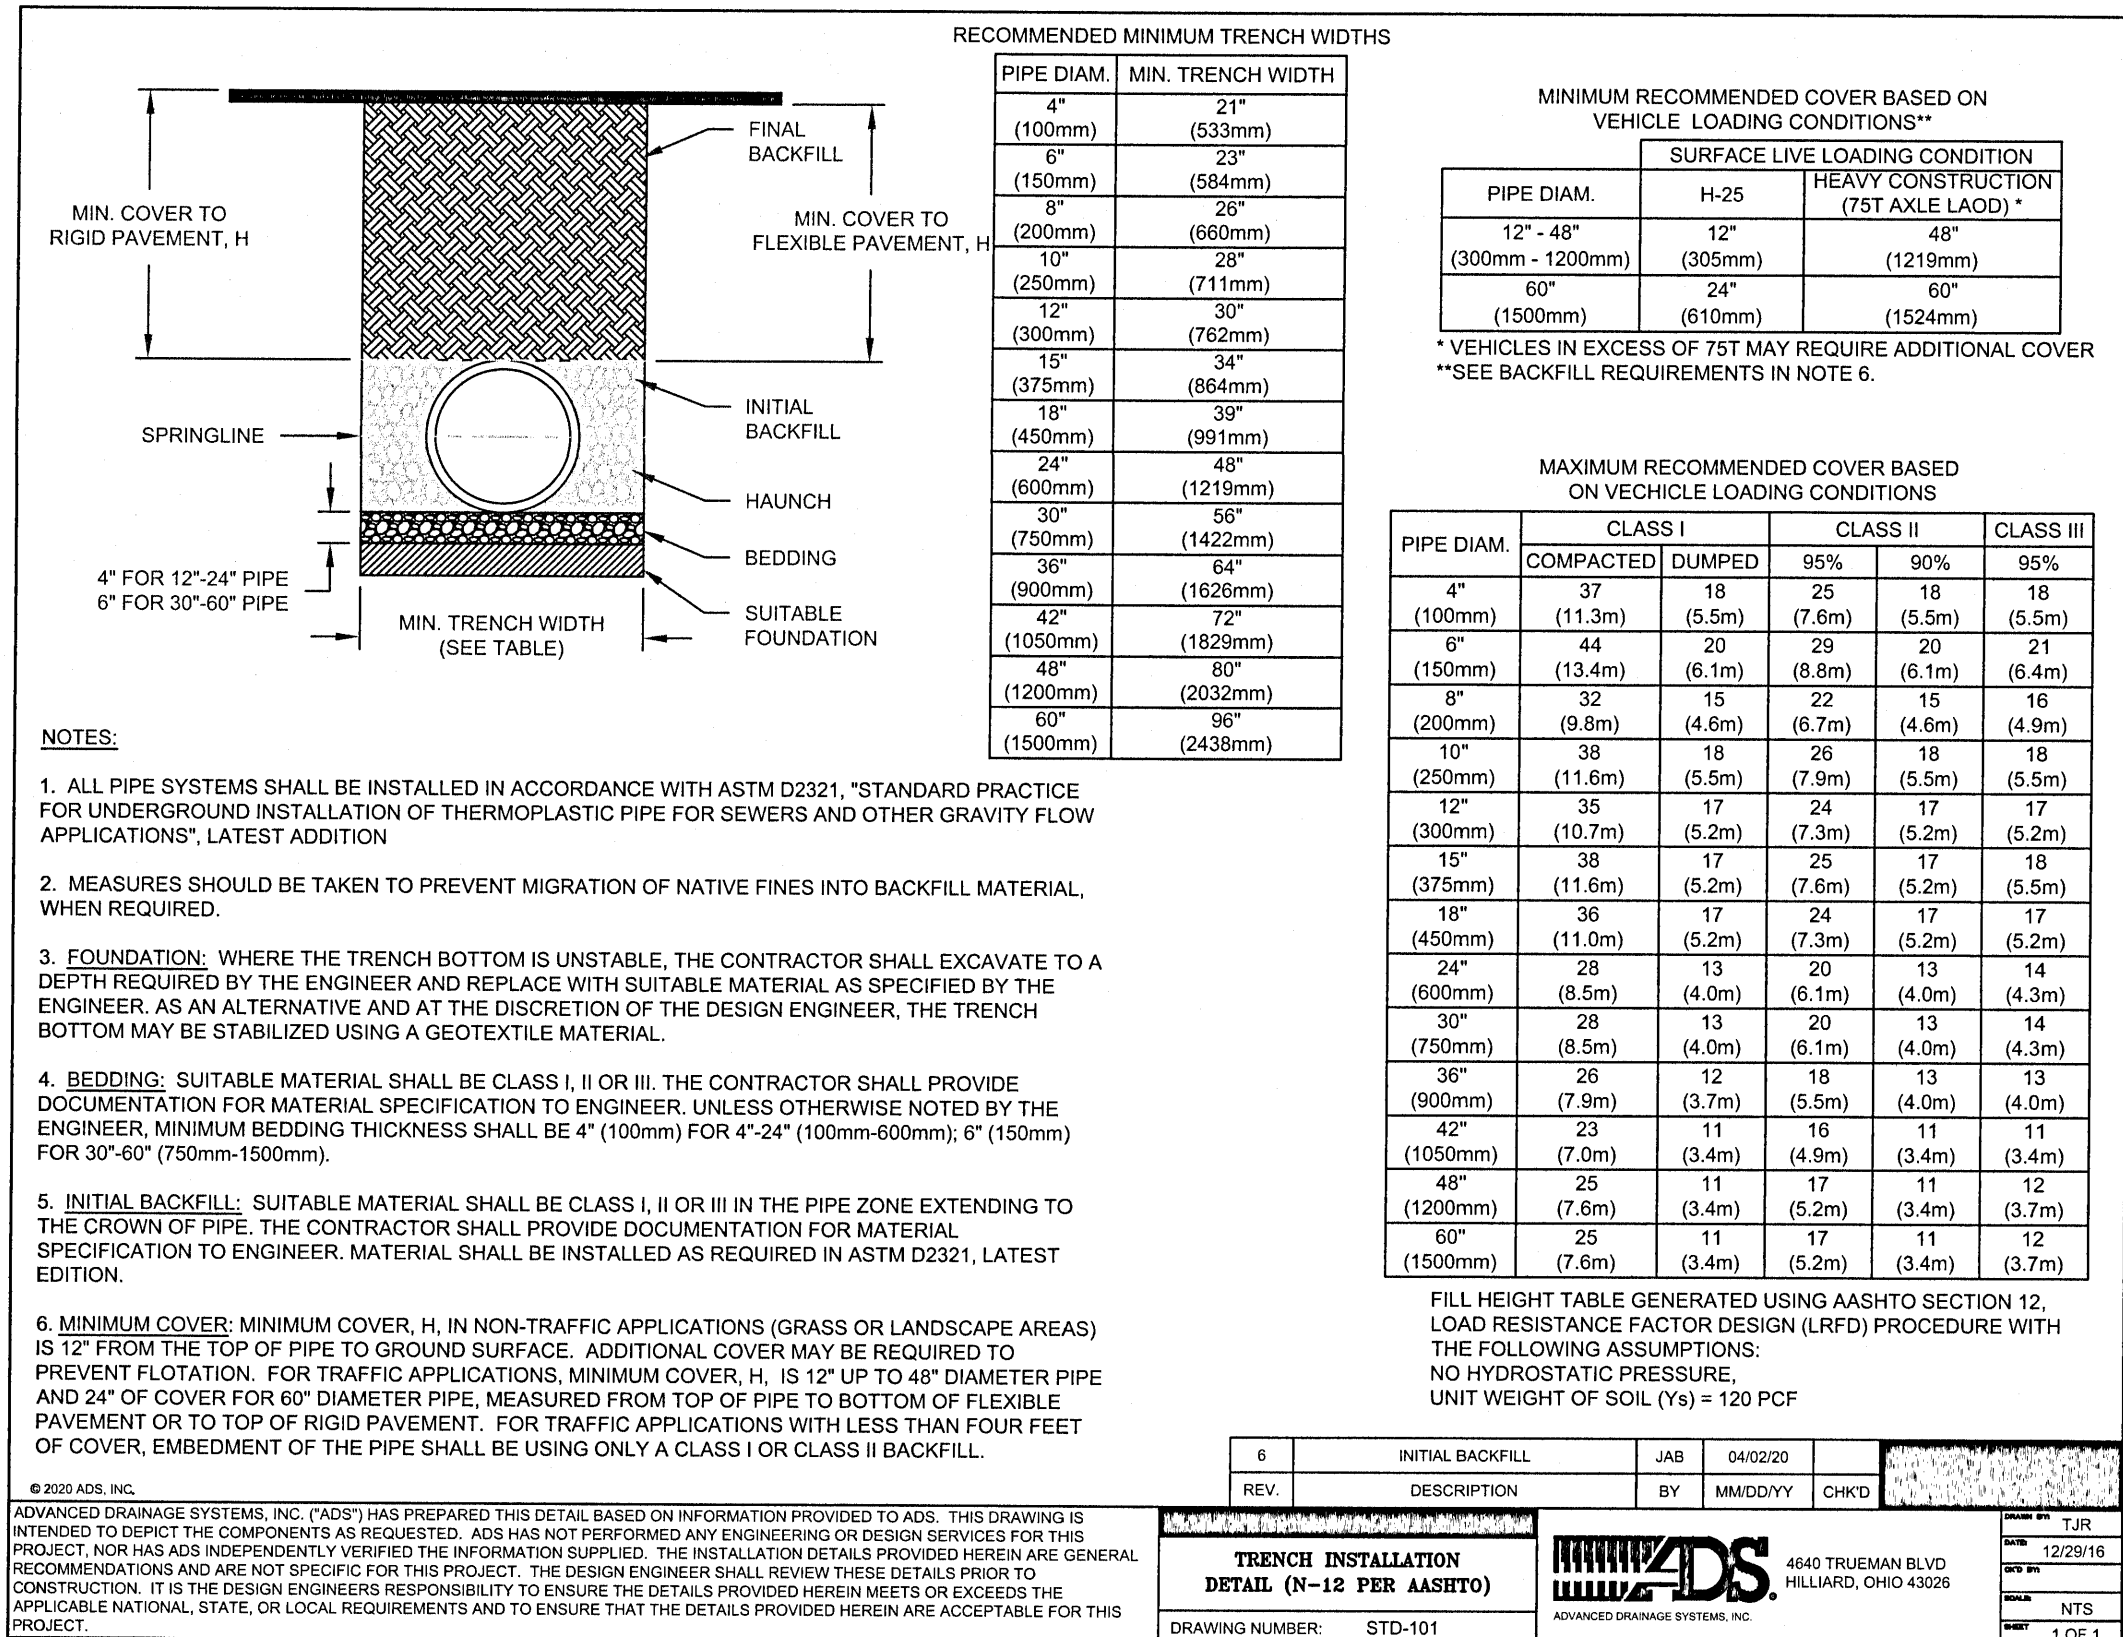 RECOMMENDED MINIMUM TRENCH WIDTHS
PIPE DIAM. MIN. TRENCH WIDTH
4" 21"
(100mm) (533mm)
6" 23"
(150mm) (584mm)
8" 26"
(200mm) (660mm)
10" 28"
(250mm) (711mm)
12" 30"
(300mm) (762mm)
15" 34"
(375mm) (864mm)
18" 39"
(450mm) (991mm)
24" 48"
(600mm) (1219mm)
30" 56"
(750mm) (1422mm)
36" 64"
(900mm) (1626mm)
42" 72"
(1050mm) (1829mm)
48" 80"
(1200mm) (2032mm)
60" 96"
(1500mm) (2438mm)
FINAL
BACKFILL
MIN. COVER TO
RIGID PAVEMENT, H
MIN. COVER TO
FLEXIBLE PAVEMENT, H
INITIAL
BACKFILL
SPRINGLINE
HAUNCH
BEDDING
4" FOR 12"-24" PIPE
6" FOR 30"-60" PIPE
SUITABLE
FOUNDATION
MIN. TRENCH WIDTH
(SEE TABLE)
MINIMUM RECOMMENDED COVER BASED ON
VEHICLE LOADING CONDITIONS**
SURFACE LIVE LOADING CONDITION
PIPE DIAM. H-25 HEAVY CONSTRUCTION
(75T AXLE LAOD) *
12" - 48" 12" 48"
(300mm - 1200mm) (305mm) (1219mm)
60" 24" 60"
(1500mm) (610mm) (1524mm)
* VEHICLES IN EXCESS OF 75T MAY REQUIRE ADDITIONAL COVER
**SEE BACKFILL REQUIREMENTS IN NOTE 6.
MAXIMUM RECOMMENDED COVER BASED
ON VECHICLE LOADING CONDITIONS
PIPE DIAM. CLASS I CLASS II CLASS III
COMPACTED DUMPED 95% 90% 95%
4" 37 18 25 18 18
(100mm) (11.3m) (5.5m) (7.6m) (5.5m) (5.5m)
6" 44 20 29 20 21
(150mm) (13.4m) (6.1m) (8.8m) (6.1m) (6.4m)
8" 32 15 22 15 16
(200mm) (9.8m) (4.6m) (6.7m) (4.6m) (4.9m)
10" 38 18 26 18 18
(250mm) (11.6m) (5.5m) (7.9m) (5.5m) (5.5m)
12" 35 17 24 17 17
(300mm) (10.7m) (5.2m) (7.3m) (5.2m) (5.2m)
15" 38 17 25 17 18
(375mm) (11.6m) (5.2m) (7.6m) (5.2m) (5.5m)
18" 36 17 24 17 17
(450mm) (11.0m) (5.2m) (7.3m) (5.2m) (5.2m)
24" 28 13 20 13 14
(600mm) (8.5m) (4.0m) (6.1m) (4.0m) (4.3m)
30" 28 13 20 13 14
(750mm) (8.5m) (4.0m) (6.1m) (4.0m) (4.3m)
36" 26 12 18 13 13
(900mm) (7.9m) (3.7m) (5.5m) (4.0m) (4.0m)
42" 23 11 16 11 11
(1050mm) (7.0m) (3.4m) (4.9m) (3.4m) (3.4m)
48" 25 11 17 11 12
(1200mm) (7.6m) (3.4m) (5.2m) (3.4m) (3.7m)
60" 25 11 17 11 12
(1500mm) (7.6m) (3.4m) (5.2m) (3.4m) (3.7m)
FILL HEIGHT TABLE GENERATED USING AASHTO SECTION 12,
LOAD RESISTANCE FACTOR DESIGN (LRFD) PROCEDURE WITH
THE FOLLOWING ASSUMPTIONS:
NO HYDROSTATIC PRESSURE,
UNIT WEIGHT OF SOIL (Ys) = 120 PCF
NOTES:
1. ALL PIPE SYSTEMS SHALL BE INSTALLED IN ACCORDANCE WITH ASTM D2321, "STANDARD PRACTICE
FOR UNDERGROUND INSTALLATION OF THERMOPLASTIC PIPE FOR SEWERS AND OTHER GRAVITY FLOW
APPLICATIONS", LATEST ADDITION
2. MEASURES SHOULD BE TAKEN TO PREVENT MIGRATION OF NATIVE FINES INTO BACKFILL MATERIAL,
WHEN REQUIRED.
3. FOUNDATION: WHERE THE TRENCH BOTTOM IS UNSTABLE, THE CONTRACTOR SHALL EXCAVATE TO A
DEPTH REQUIRED BY THE ENGINEER AND REPLACE WITH SUITABLE MATERIAL AS SPECIFIED BY THE
ENGINEER. AS AN ALTERNATIVE AND AT THE DISCRETION OF THE DESIGN ENGINEER, THE TRENCH
BOTTOM MAY BE STABILIZED USING A GEOTEXTILE MATERIAL.
4. BEDDING: SUITABLE MATERIAL SHALL BE CLASS I, II OR III. THE CONTRACTOR SHALL PROVIDE
DOCUMENTATION FOR MATERIAL SPECIFICATION TO ENGINEER. UNLESS OTHERWISE NOTED BY THE
ENGINEER, MINIMUM BEDDING THICKNESS SHALL BE 4" (100mm) FOR 4"-24" (100mm-600mm); 6" (150mm)
FOR 30"-60" (750mm-1500mm).
5. INITIAL BACKFILL: SUITABLE MATERIAL SHALL BE CLASS I, II OR III IN THE PIPE ZONE EXTENDING TO
THE CROWN OF PIPE. THE CONTRACTOR SHALL PROVIDE DOCUMENTATION FOR MATERIAL
SPECIFICATION TO ENGINEER. MATERIAL SHALL BE INSTALLED AS REQUIRED IN ASTM D2321, LATEST
EDITION.
6. MINIMUM COVER: MINIMUM COVER, H, IN NON-TRAFFIC APPLICATIONS (GRASS OR LANDSCAPE AREAS)
IS 12" FROM THE TOP OF PIPE TO GROUND SURFACE. ADDITIONAL COVER MAY BE REQUIRED TO
PREVENT FLOTATION. FOR TRAFFIC APPLICATIONS, MINIMUM COVER, H, IS 12" UP TO 48" DIAMETER PIPE
AND 24" OF COVER FOR 60" DIAMETER PIPE, MEASURED FROM TOP OF PIPE TO BOTTOM OF FLEXIBLE
PAVEMENT OR TO TOP OF RIGID PAVEMENT. FOR TRAFFIC APPLICATIONS WITH LESS THAN FOUR FEET
OF COVER, EMBEDMENT OF THE PIPE SHALL BE USING ONLY A CLASS I OR CLASS II BACKFILL.
© 2020 ADS, INC.
6 INITIAL BACKFILL JAB 04/02/20
REV. DESCRIPTION BY MM/DD/YY CHK'D
ADVANCED DRAINAGE SYSTEMS, INC. ("ADS") HAS PREPARED THIS DETAIL BASED ON INFORMATION PROVIDED TO ADS. THIS DRAWING IS
INTENDED TO DEPICT THE COMPONENTS AS REQUESTED. ADS HAS NOT PERFORMED ANY ENGINEERING OR DESIGN SERVICES FOR THIS
PROJECT, NOR HAS ADS INDEPENDENTLY VERIFIED THE INFORMATION SUPPLIED. THE INSTALLATION DETAILS PROVIDED HEREIN ARE GENERAL
RECOMMENDATIONS AND ARE NOT SPECIFIC FOR THIS PROJECT. THE DESIGN ENGINEER SHALL REVIEW THESE DETAILS PRIOR TO
CONSTRUCTION. IT IS THE DESIGN ENGINEERS RESPONSIBILITY TO ENSURE THE DETAILS PROVIDED HEREIN MEETS OR EXCEEDS THE
APPLICABLE NATIONAL, STATE, OR LOCAL REQUIREMENTS AND TO ENSURE THAT THE DETAILS PROVIDED HEREIN ARE ACCEPTABLE FOR THIS
PROJECT.
TRENCH INSTALLATION
DETAIL (N-12 PER AASHTO)
DRAWING NUMBER: STD-101
ADS.
ADVANCED DRAINAGE SYSTEMS, INC.
4640 TRUEMAN BLVD
HILLIARD, OHIO 43026
DRAWN BY: TJR
DATE: 12/29/16
CK'D BY:
SCALE: NTS
SHEET 1 OF 1